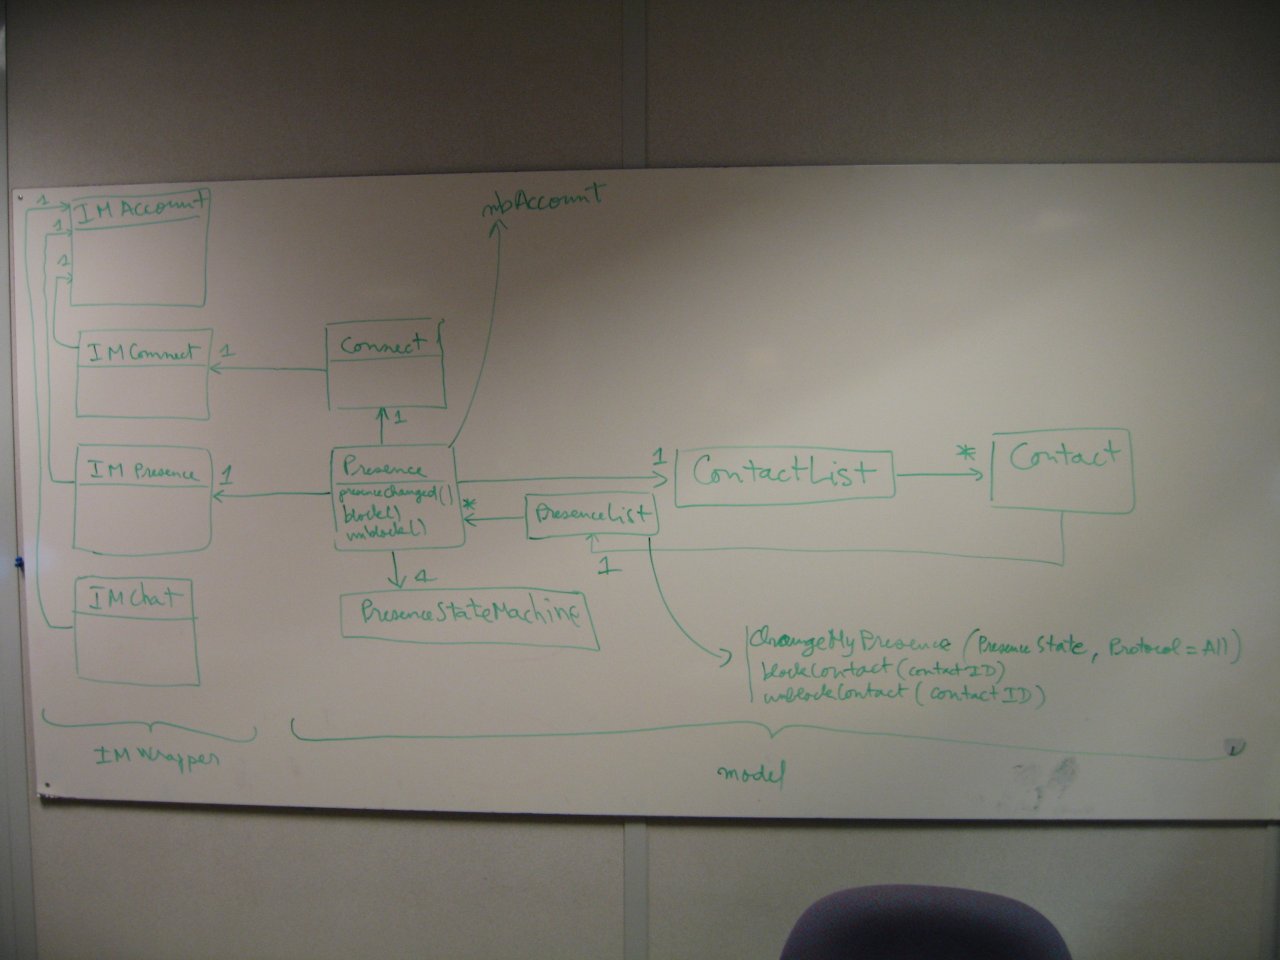 1
IMAccount
1
1
nbAccount
IMConnect
1
Connect
1
IMPresence
1
Presence
presenceChanged()
block()
unblock()
*
PresenceList
1
ContactList
*
Contact
1
1
PresenceStateMachine
IMChat
ChangeMyPresence (PresenceState, Protocol=All)
blockContact (contactID)
unblockContact (contactID)
IMWrapper
model